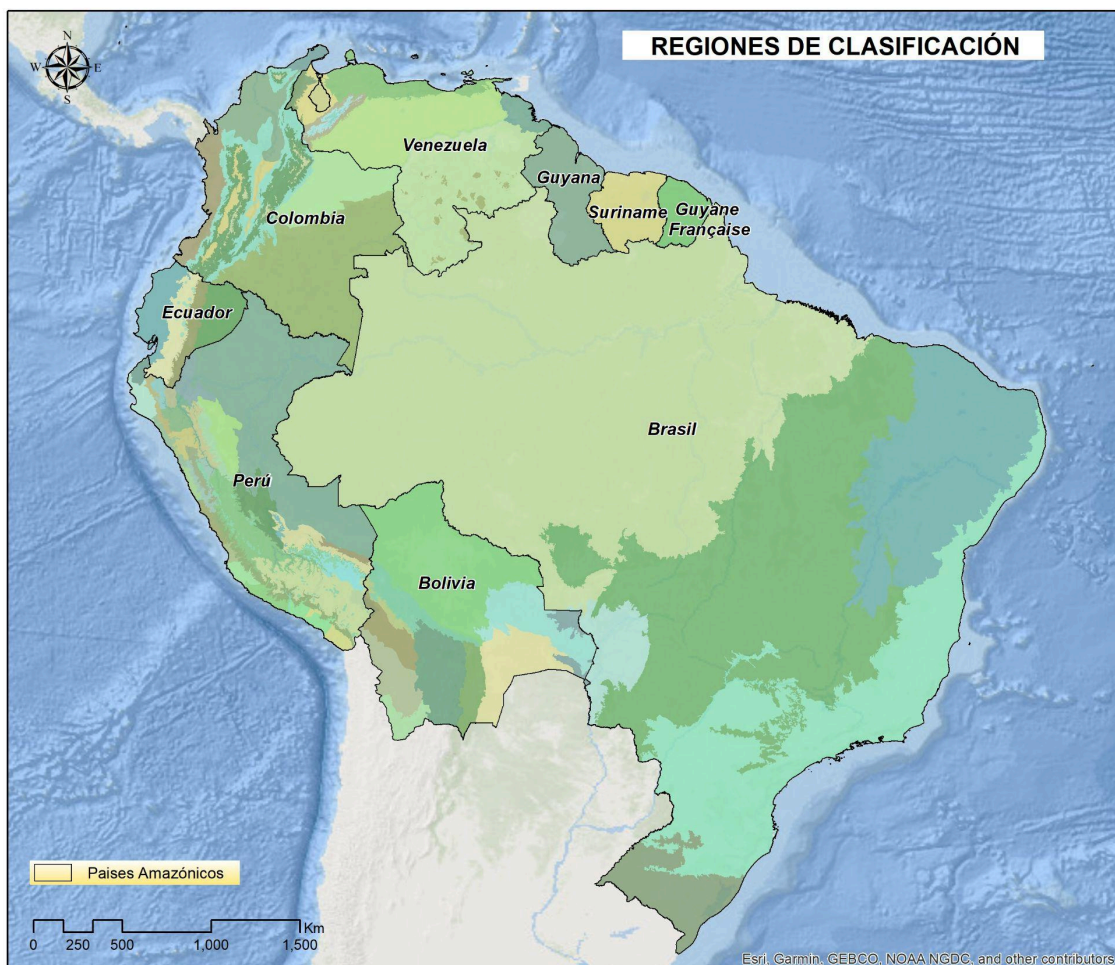 REGIONES DE CLASIFICACIÓN
N
W
E
S
Venezuela
Guyana
Suriname
Guyane
Française
Colombia
Ecuador
Brasil
Perú
Bolivia
Paises Amazónicos
Km
0 250 500 1,000 1,500
Esri, Garmin, GEBCO, NOAA NGDC, and other contributors